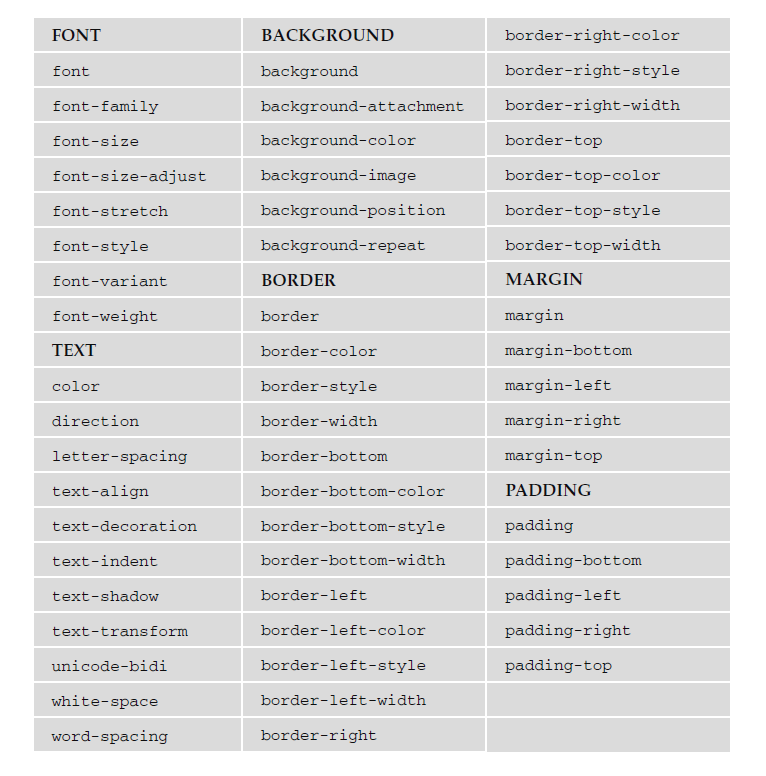 FONT
font
font-family
font-size
font-size-adjust
font-stretch
font-style
font-variant
font-weight
TEXT
color
direction
letter-spacing
text-align
text-decoration
text-indent
text-shadow
text-transform
unicode-bidi
white-space
word-spacing
BACKGROUND
background
background-attachment
background-color
background-image
background-position
background-repeat
BORDER
border
border-color
border-style
border-width
border-bottom
border-bottom-color
border-bottom-style
border-bottom-width
border-left
border-left-color
border-left-style
border-left-width
border-right
border-right-color
border-right-style
border-right-width
border-top
border-top-color
border-top-style
border-top-width
MARGIN
margin
margin-bottom
margin-left
margin-right
margin-top
PADDING
padding
padding-bottom
padding-left
padding-right
padding-top